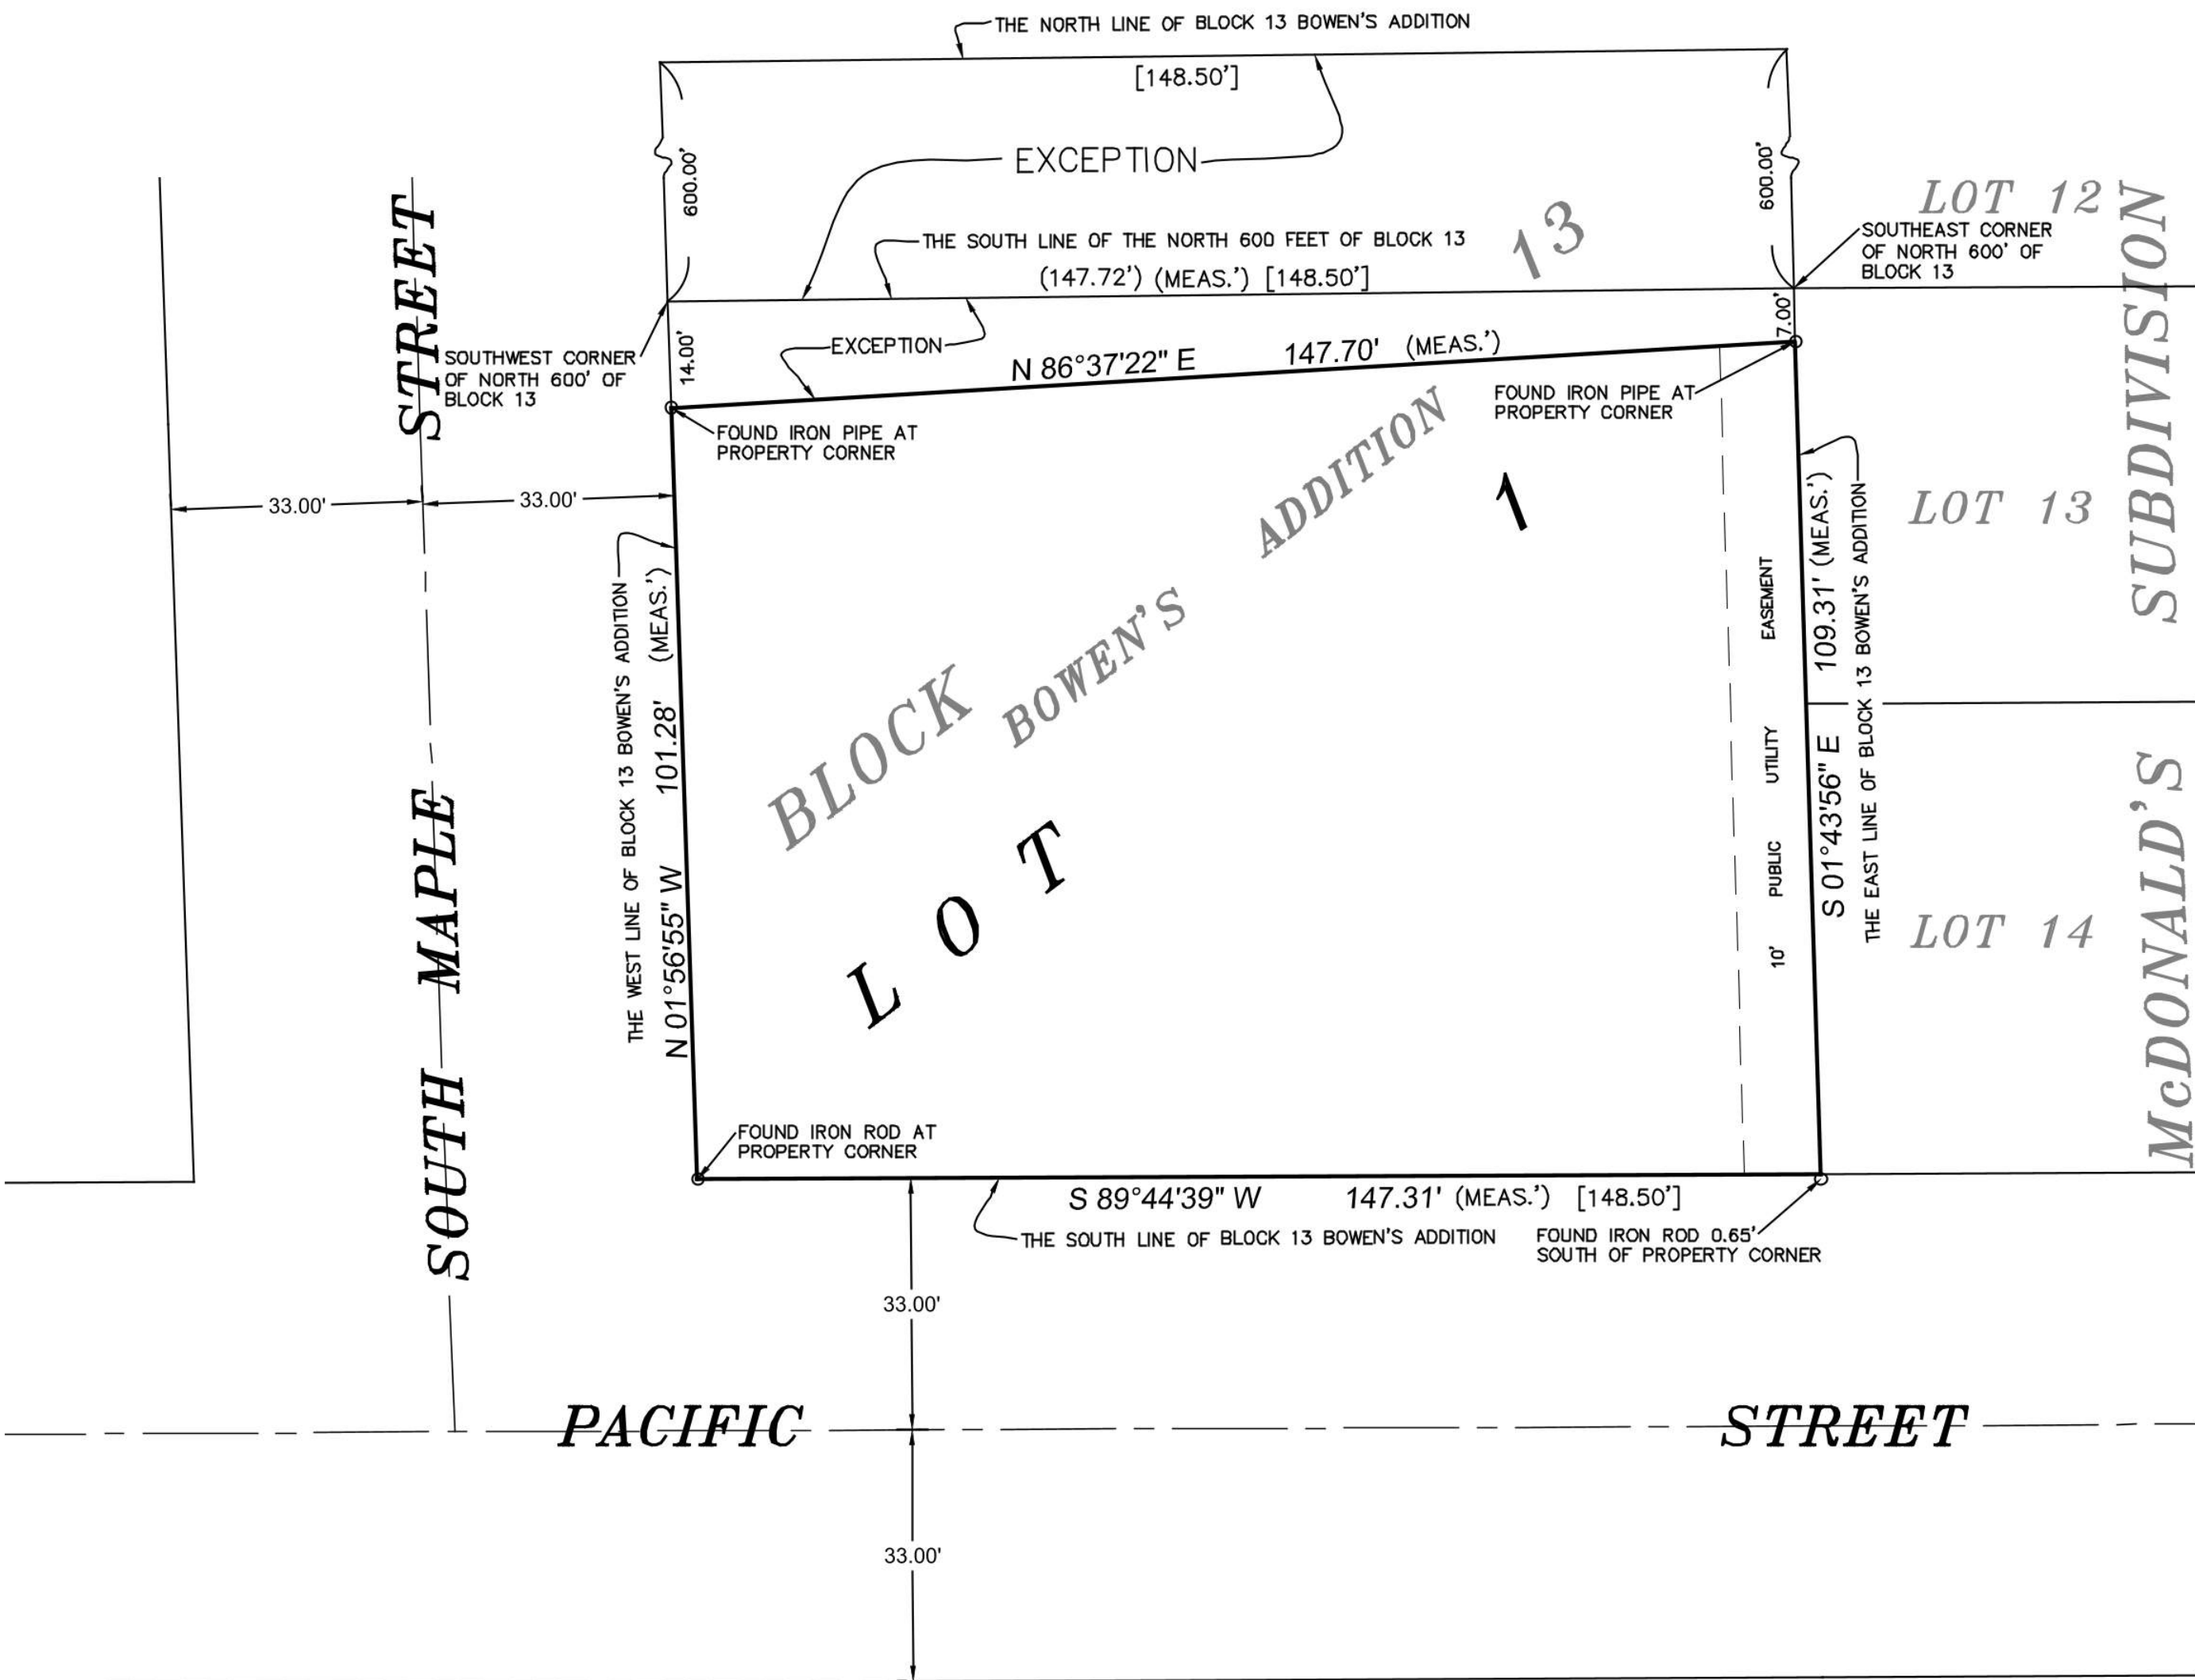 THE NORTH LINE OF BLOCK 13 BOWEN'S ADDITION
[148.50']
EXCEPTION
600.00'
600.00'
THE SOUTH LINE OF THE NORTH 600 FEET OF BLOCK 13
(147.72') (MEAS.') [148.50']
13
LOT 12
SOUTHEAST CORNER
OF NORTH 600' OF
BLOCK 13
SOUTHWEST CORNER
OF NORTH 600' OF
BLOCK 13
14.00'
EXCEPTION
7.00'
N 86°37'22" E 147.70' (MEAS.')
FOUND IRON PIPE AT
PROPERTY CORNER
FOUND IRON PIPE AT
PROPERTY CORNER
33.00'
33.00'
SOUTH MAPLE STREET
THE WEST LINE OF BLOCK 13 BOWEN'S ADDITION
N 01°56'55" W 101.28' (MEAS.')
BLOCK
BOWEN'S ADDITION
LOT 1
10' PUBLIC UTILITY EASEMENT
S 01°43'56" E 109.31' (MEAS.')
THE EAST LINE OF BLOCK 13 BOWEN'S ADDITION
LOT 13
LOT 14
McDONALD'S SUBDIVISION
FOUND IRON ROD AT
PROPERTY CORNER
S 89°44'39" W 147.31' (MEAS.') [148.50']
THE SOUTH LINE OF BLOCK 13 BOWEN'S ADDITION
FOUND IRON ROD 0.65'
SOUTH OF PROPERTY CORNER
33.00'
PACIFIC STREET
33.00'